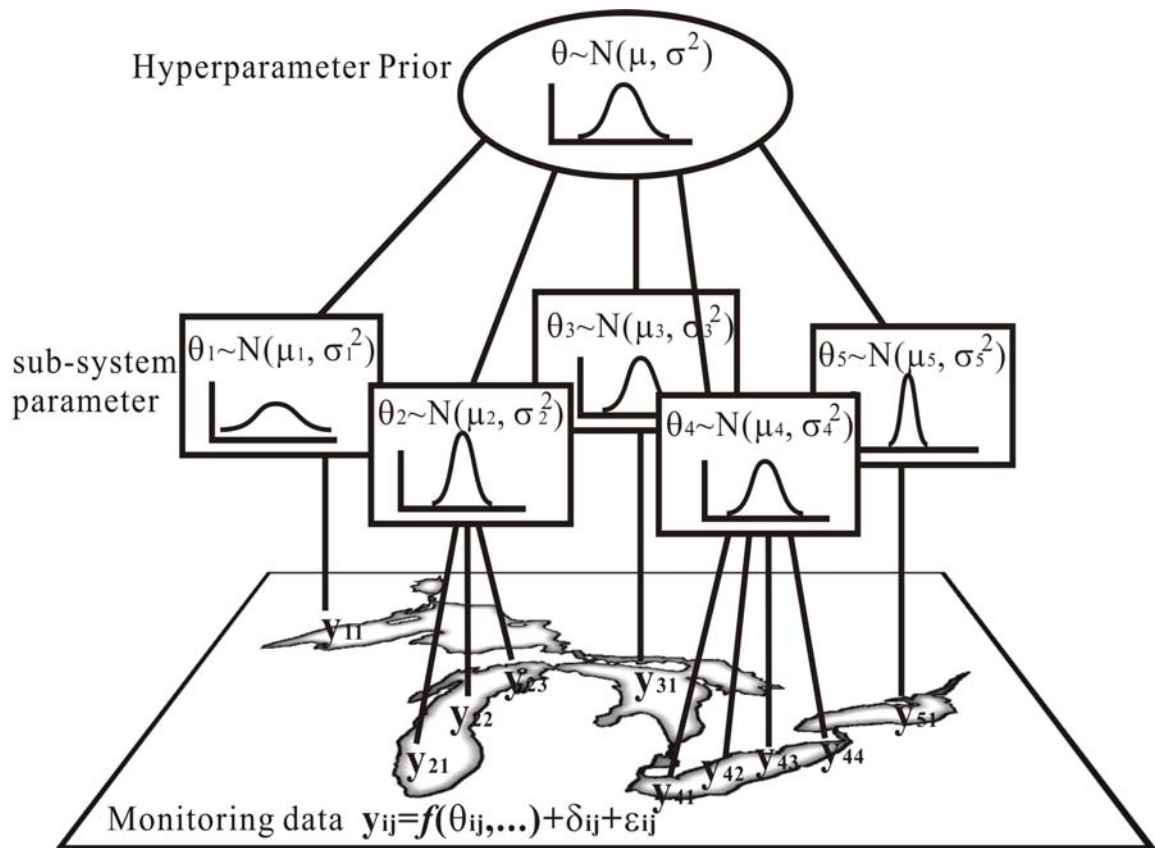 θ~N(μ, σ²)
Hyperparameter Prior
θ₃~N(μ₃, σ₃²)
θ₁~N(μ₁, σ₁²)
θ₅~N(μ₅, σ₅²)
sub-system
parameter
θ₂~N(μ₂, σ₂²)
θ₄~N(μ₄, σ₄²)
y₁₁
y₂₃
y₃₁
y₂₂
y₅₁
y₂₁
y₄₁
y₄₂
y₄₃
y₄₄
Monitoring data yij=f(θij,...)+δij+εij